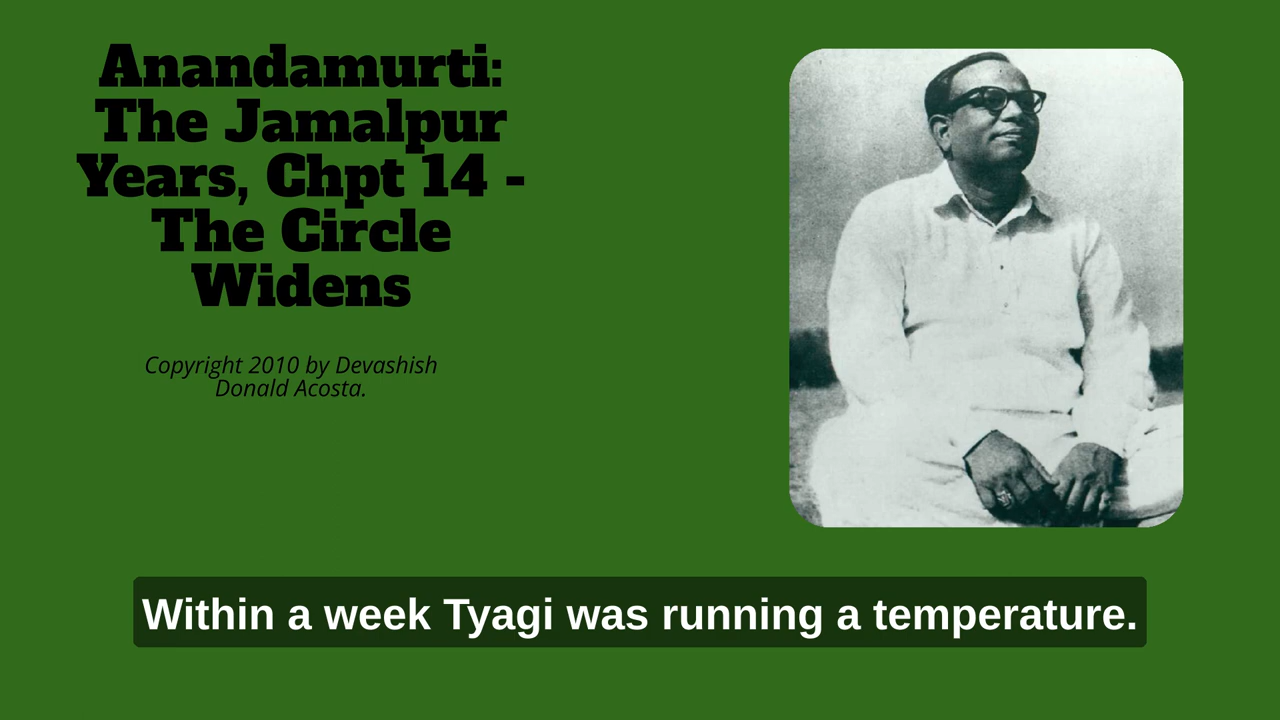 Anandamurti:
The Jamalpur
Years, Chpt 14 -
The Circle
Widens
Copyright 2010 by Devashish
Donald Acosta.
Within a week Tyagi was running a temperature.